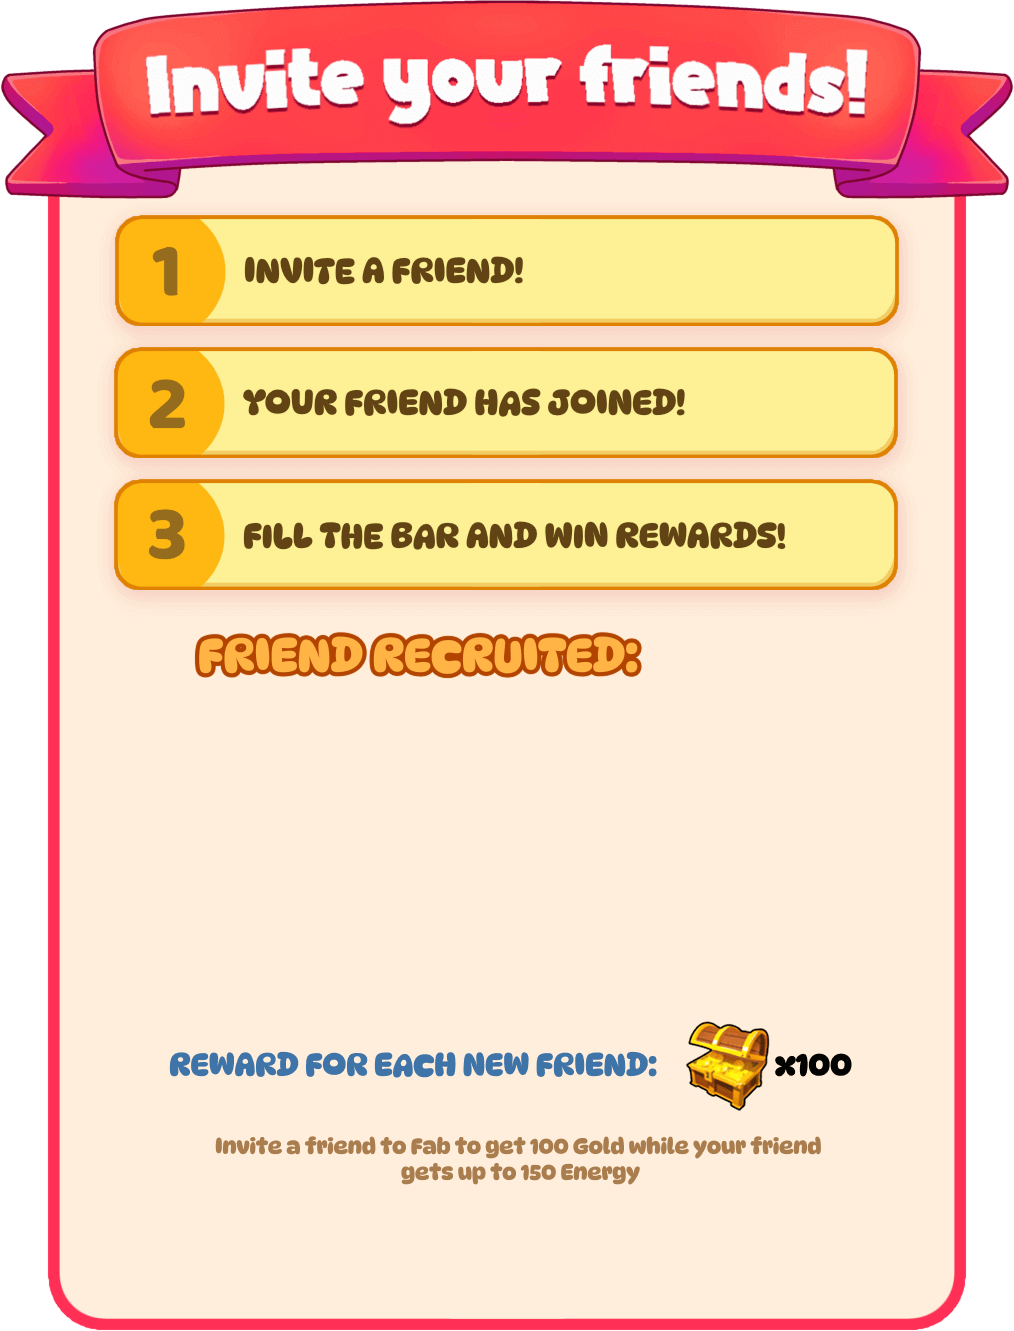 Invite your friends!
1
INVITE A FRIEND!
2
YOUR FRIEND HAS JOINED!
3
FILL THE BAR AND WIN REWARDS!
FRIEND RECRUITED:
REWARD FOR EACH NEW FRIEND:
x100
Invite a friend to Fab to get 100 Gold while your friend
gets up to 150 Energy